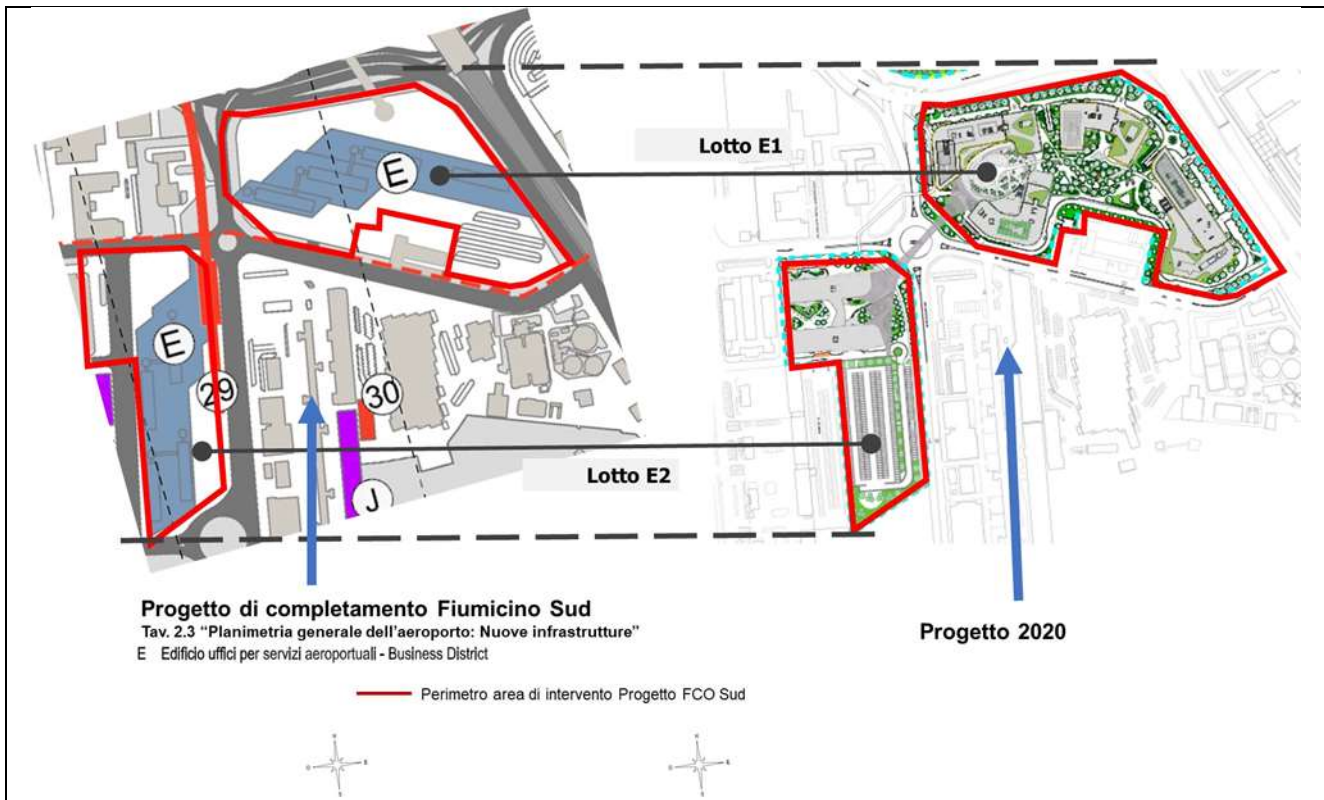 Lotto E1
E
E
29
30
Lotto E2
J
Progetto di completamento Fiumicino Sud
Tav. 2.3 “Planimetria generale dell’aeroporto: Nuove infrastrutture”
E Edificio uffici per servizi aeroportuali - Business District
Progetto 2020
Perimetro area di intervento Progetto FCO Sud